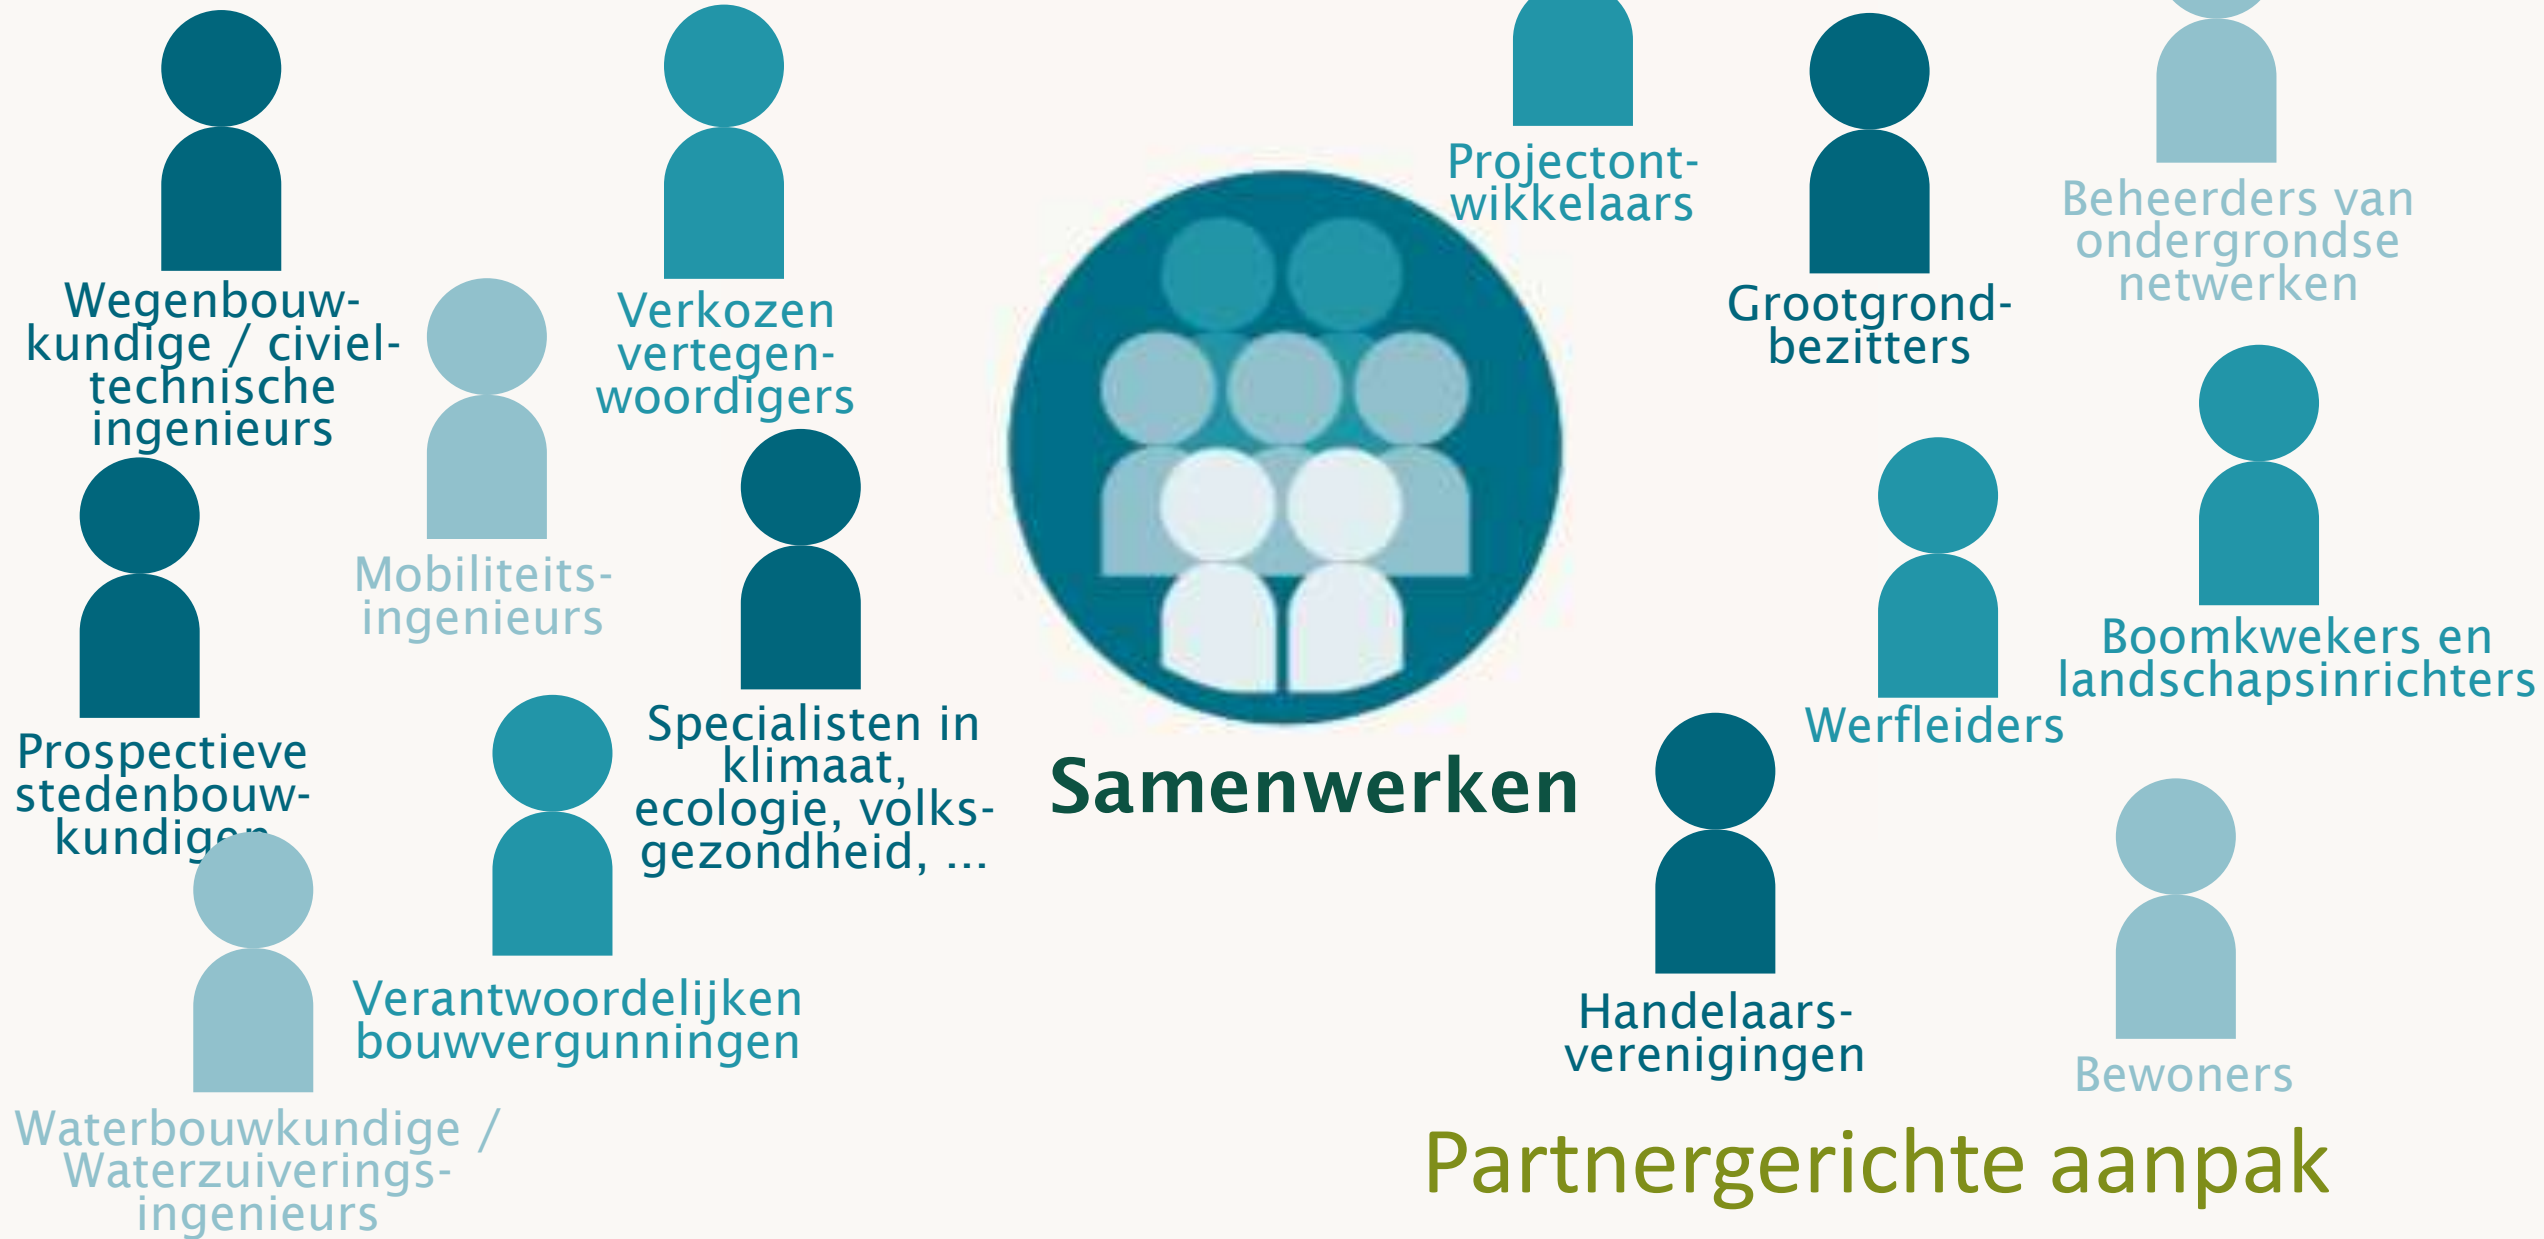 Wegenbouw-
kundige / civiel-
technische
ingenieurs
Verkozen
vertegen-
woordigers
Mobiliteits-
ingenieurs
Prospectieve
stedenbouw-
kundigen
Specialisten in
klimaat,
ecologie, volks-
gezondheid, ...
Verantwoordelijken
bouwvergunningen
Waterbouwkundige /
Waterzuiverings-
ingenieurs
Samenwerken
Projectont-
wikkelaars
Grootgrond-
bezitters
Beheerders van
ondergrondse
netwerken
Boomkwekers en
landschapsinrichters
Werfleiders
Handelaars-
verenigingen
Bewoners
Partnergerichte aanpak